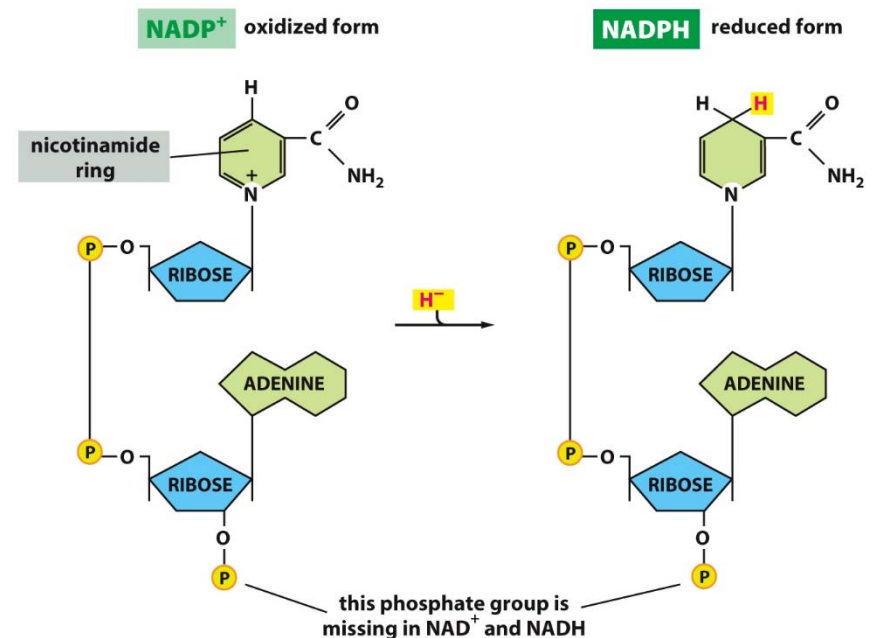 NADP⁺ oxidized form
NADPH reduced form
nicotinamide
ring
H
C
O
NH₂
+
N
P
O
RIBOSE
ADENINE
P
O
RIBOSE
O
P
H⁻
H
H
C
O
NH₂
N
P
O
RIBOSE
ADENINE
P
O
RIBOSE
O
P
this phosphate group is
missing in NAD⁺ and NADH